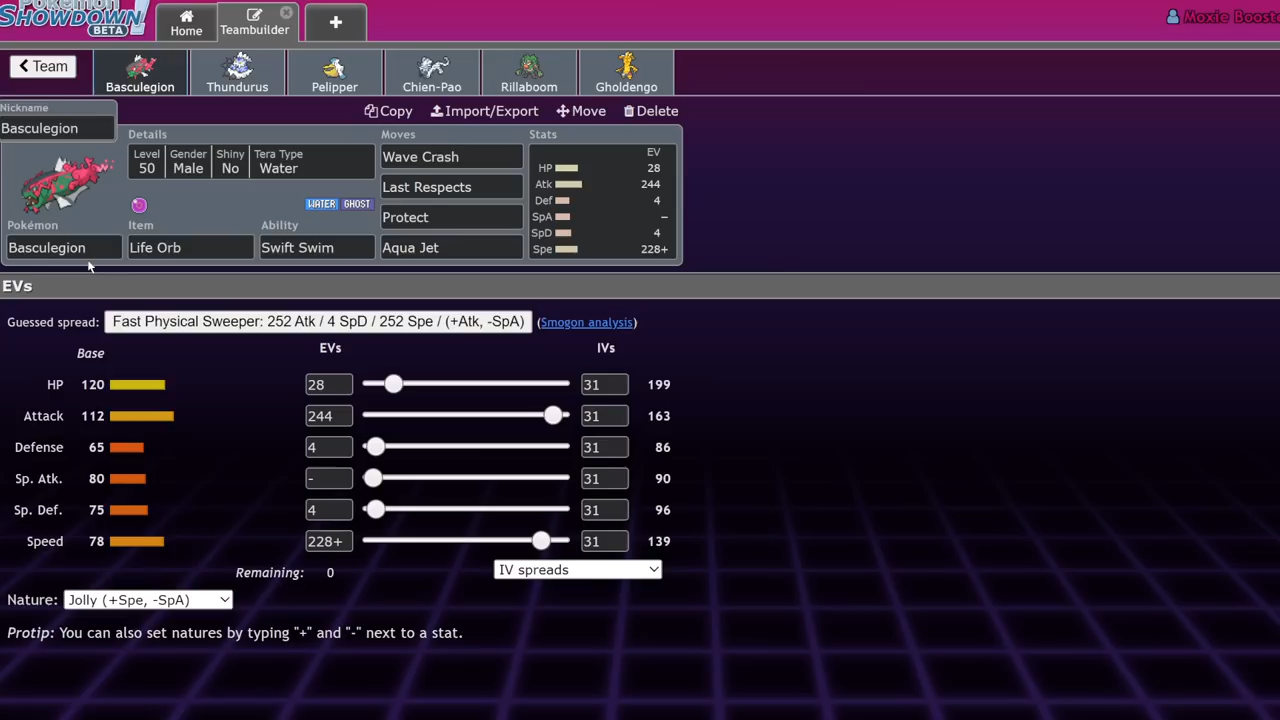 Pokémon
SHOWDOWN!
BETA
Home
Teambuilder
+
Moxie Boost
Team
Basculegion
Thundurus
Pelipper
Chien-Pao
Rillaboom
Gholdengo
Copy
Import/Export
Move
Delete
Nickname
Basculegion
Details
Level
50
Gender
Male
Shiny
No
Tera Type
Water
WATER
GHOST
Pokémon
Basculegion
Item
Life Orb
Ability
Swift Swim
Moves
Wave Crash
Last Respects
Protect
Aqua Jet
Stats
EV
HP 28
Atk 244
Def 4
SpA –
SpD 4
Spe 228+
EVs
Guessed spread: Fast Physical Sweeper: 252 Atk / 4 SpD / 252 Spe / (+Atk, -SpA) (Smogon analysis)
Base EVs IVs
HP 120 28 31 199
Attack 112 244 31 163
Defense 65 4 31 86
Sp. Atk. 80 - 31 90
Sp. Def. 75 4 31 96
Speed 78 228+ 31 139
Remaining: 0 IV spreads
Nature: Jolly (+Spe, -SpA)
Protip: You can also set natures by typing "+" and "-" next to a stat.